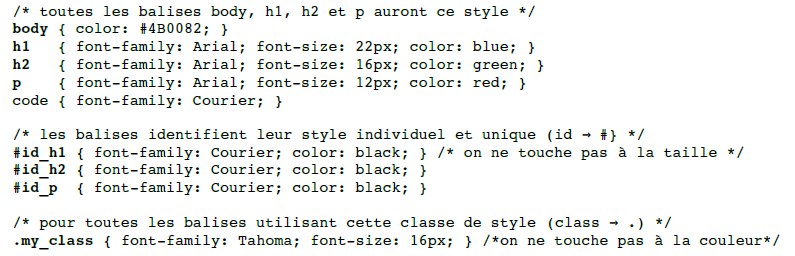 /* toutes les balises body, h1, h2 et p auront ce style */
body { color: #4B0082; }
h1   { font-family: Arial; font-size: 22px; color: blue; }
h2   { font-family: Arial; font-size: 16px; color: green; }
p    { font-family: Arial; font-size: 12px; color: red; }
code { font-family: Courier; }
/* les balises identifient leur style individuel et unique (id → #} */
#id_h1 { font-family: Courier; color: black; } /* on ne touche pas à la taille */
#id_h2 { font-family: Courier; color: black; }
#id_p  { font-family: Courier; color: black; }
/* pour toutes les balises utilisant cette classe de style (class → .) */
.my_class { font-family: Tahoma; font-size: 16px; } /*on ne touche pas à la couleur*/